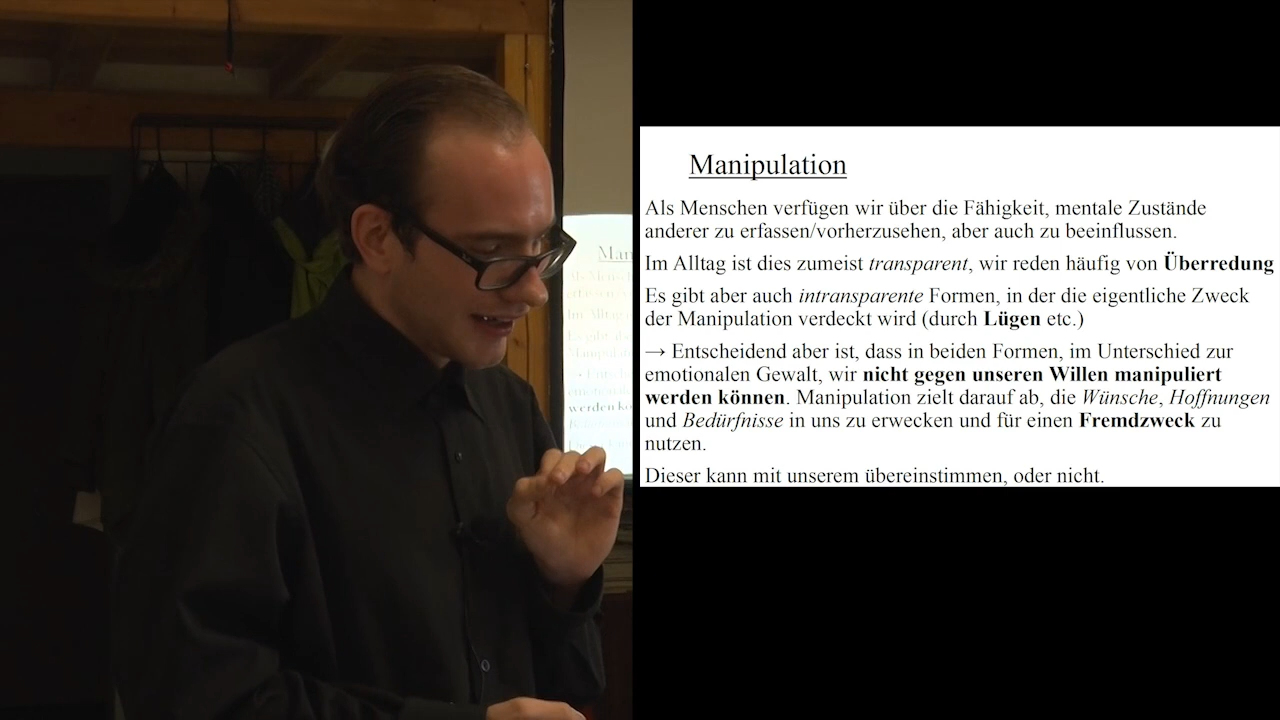 Manipulation
Als Menschen verfügen wir über die Fähigkeit, mentale Zustände
anderer zu erfassen/vorherzusehen, aber auch zu beeinflussen.
Im Alltag ist dies zumeist transparent, wir reden häufig von Überredung
Es gibt aber auch intransparente Formen, in der die eigentliche Zweck
der Manipulation verdeckt wird (durch Lügen etc.)
→ Entscheidend aber ist, dass in beiden Formen, im Unterschied zur
emotionalen Gewalt, wir nicht gegen unseren Willen manipuliert
werden können. Manipulation zielt darauf ab, die Wünsche, Hoffnungen
und Bedürfnisse in uns zu erwecken und für einen Fremdzweck zu
nutzen.
Dieser kann mit unserem übereinstimmen, oder nicht.